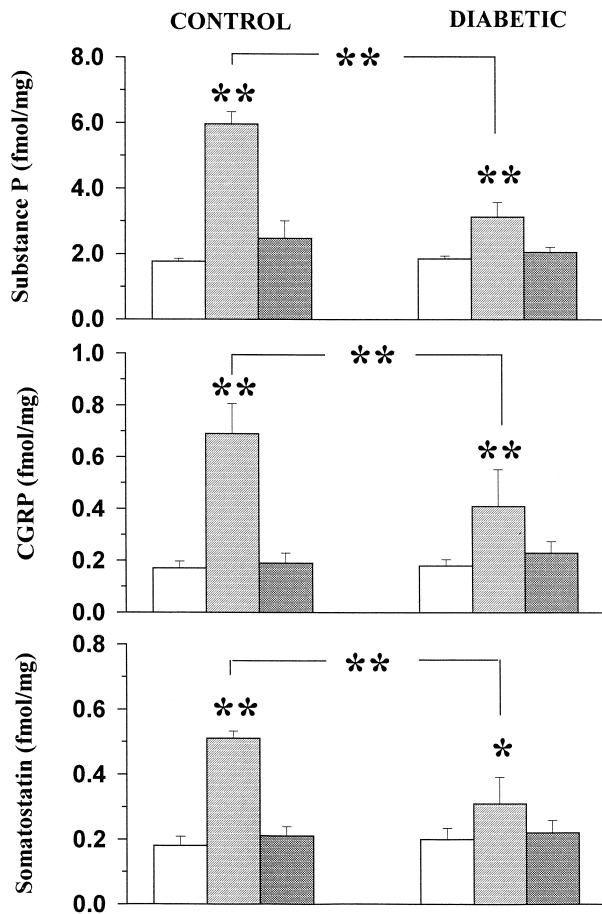 CONTROL DIABETIC
Substance P (fmol/mg)
8.0
6.0
4.0
2.0
0.0
** ** **
CGRP (fmol/mg)
1.0
0.8
0.6
0.4
0.2
0.0
** ** **
Somatostatin (fmol/mg)
0.8
0.6
0.4
0.2
0.0
** ** *